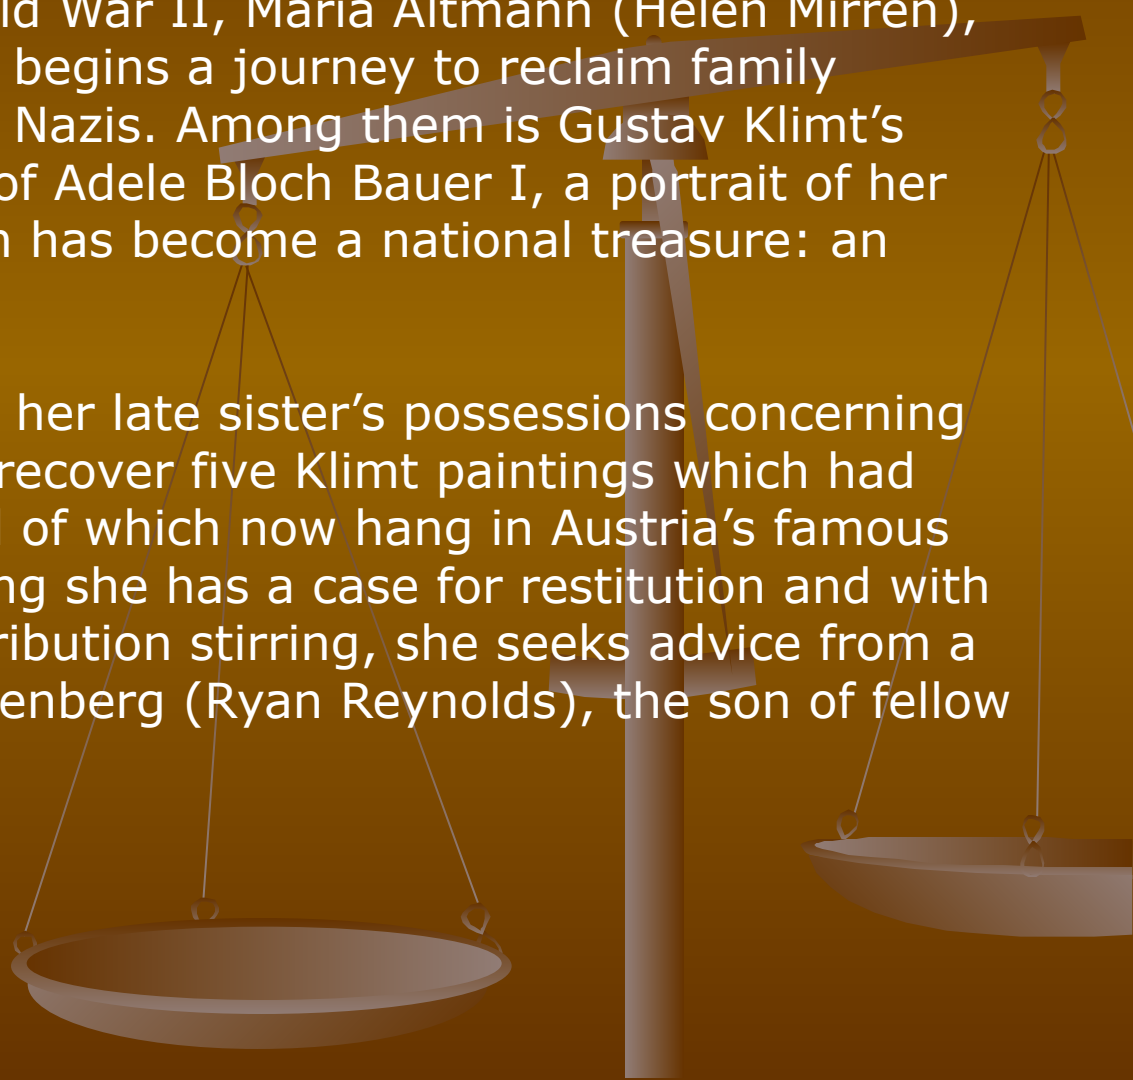 ld War II, Maria Altmann (Helen Mirren),
begins a journey to reclaim family
Nazis. Among them is Gustav Klimt’s
of Adele Bloch Bauer I, a portrait of her
has become a national treasure: an
her late sister’s possessions concerning
recover five Klimt paintings which had
of which now hang in Austria’s famous
ng she has a case for restitution and with
ribution stirring, she seeks advice from a
enberg (Ryan Reynolds), the son of fellow